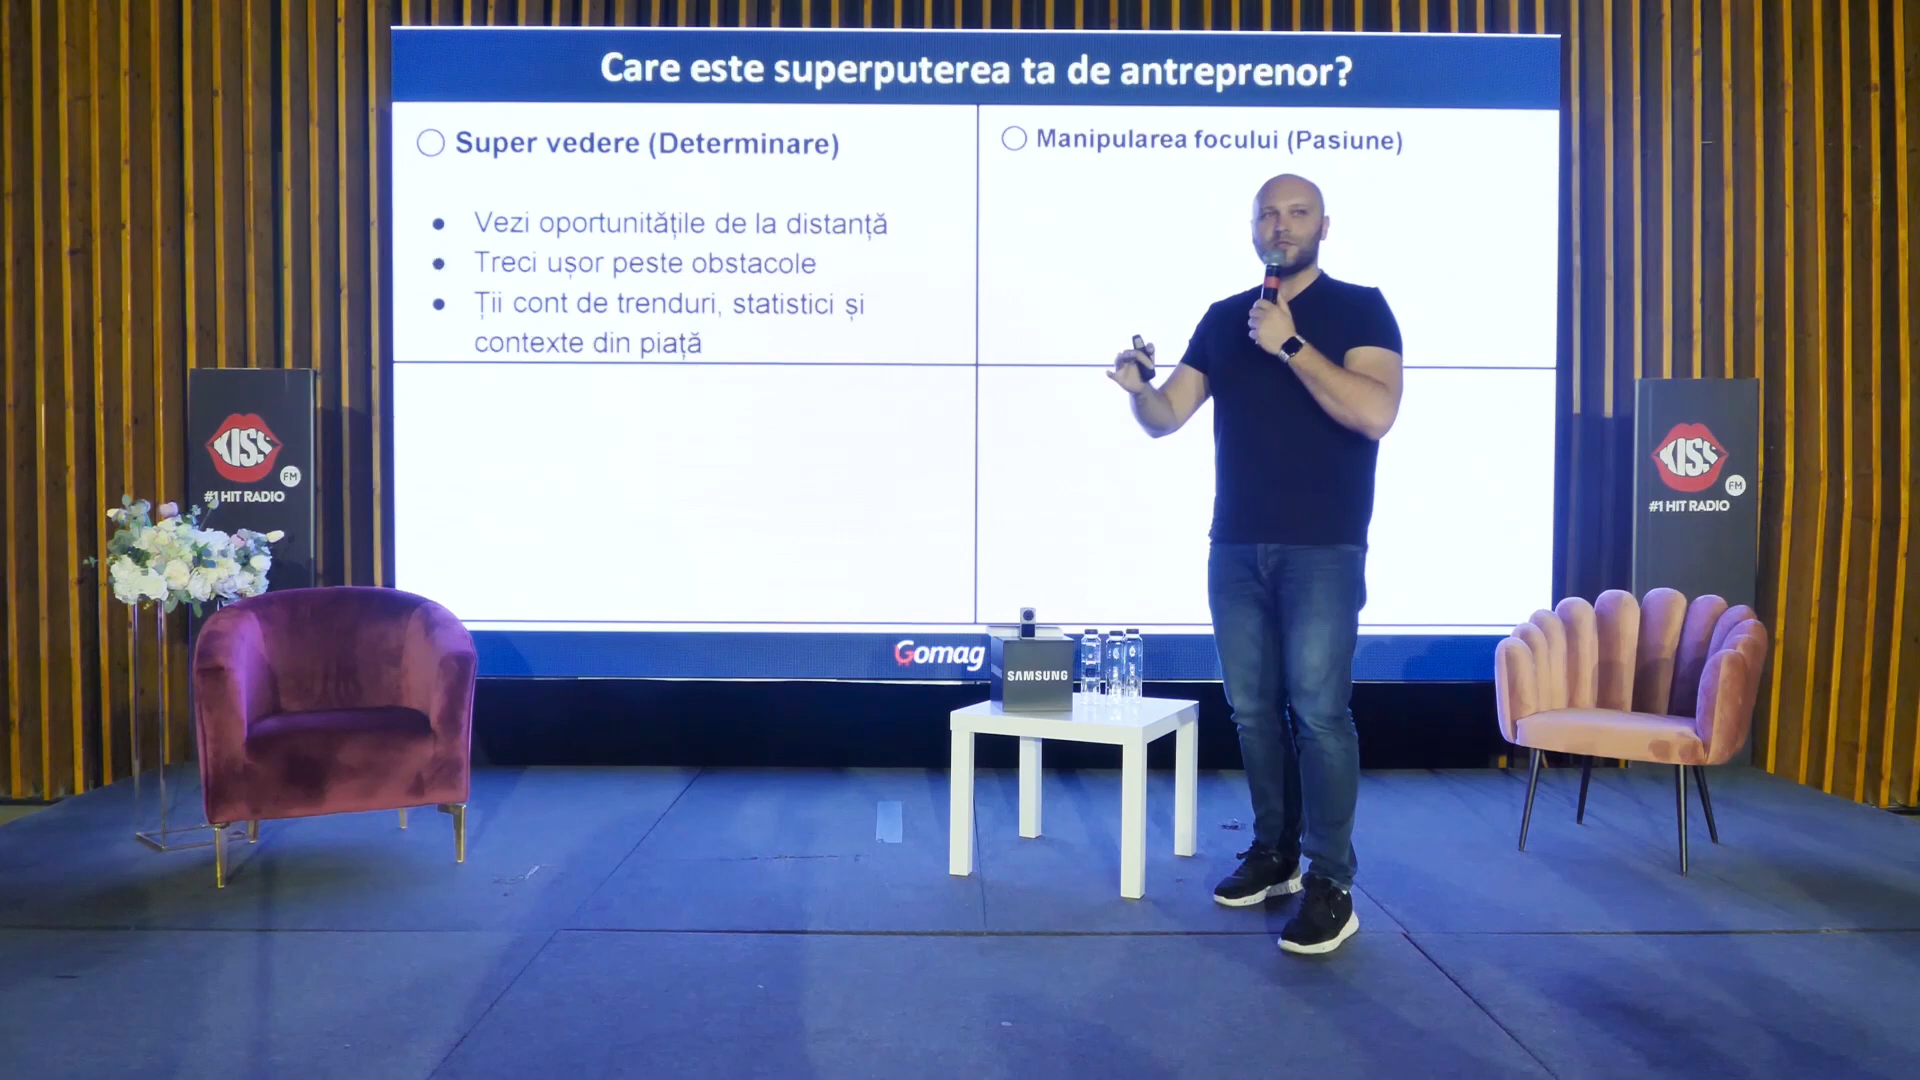 Care este superputerea ta de antreprenor?
Super vedere (Determinare)
Vezi oportunitățile de la distanță
Treci ușor peste obstacole
Ții cont de trenduri, statistici și
contexte din piață
Manipularea focului (Pasiune)
KISS
FM
#1 HIT RADIO
KISS
FM
#1 HIT RADIO
Gomag
SAMSUNG